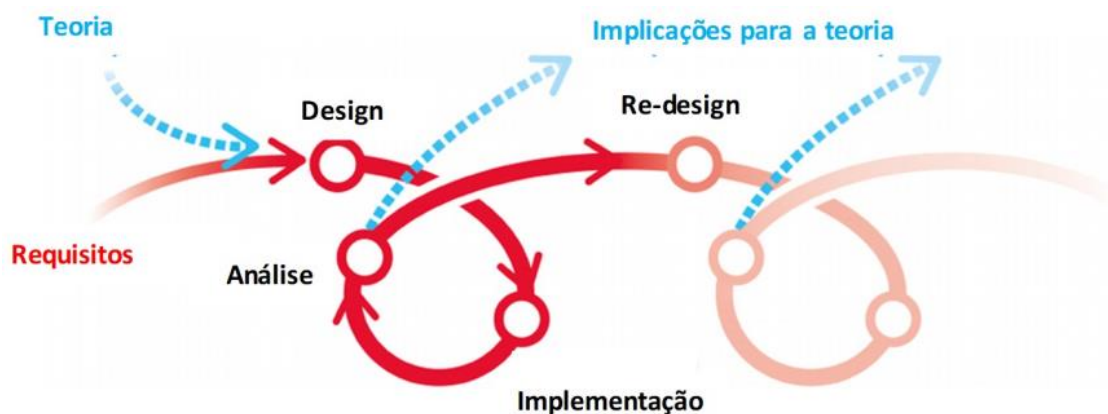 Teoria
Implicações para a teoria
Design
Re-design
Requisitos
Análise
Implementação